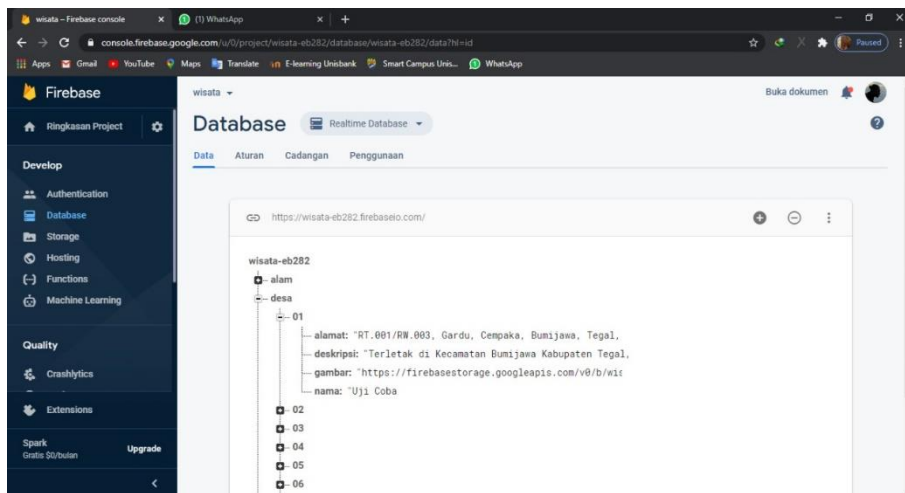 wisata – Firebase console
(1) WhatsApp
console.firebase.google.com/u/0/project/wisata-eb282/database/wisata-eb282/data?hl=id
Paused
Apps Gmail YouTube Maps Translate E-learning Unisbank Smart Campus Unis... WhatsApp
Firebase
wisata
Buka dokumen
Ringkasan Project
Database
Realtime Database
Data Aturan Cadangan Penggunaan
Develop
Authentication
Database
Storage
Hosting
Functions
Machine Learning
Quality
Crashlytics
Extensions
Spark
Gratis $0/bulan
Upgrade
https://wisata-eb282.firebaseio.com/
wisata-eb282
alam
desa
01
alamat: "RT.001/RW.003, Gardu, Cempaka, Bumijawa, Tegal,
deskripsi: "Terletak di Kecamatan Bumijawa Kabupaten Tegal,
gambar: "https://firebasestorage.googleapis.com/v0/b/wis
nama: "Uji Coba
02
03
04
05
06